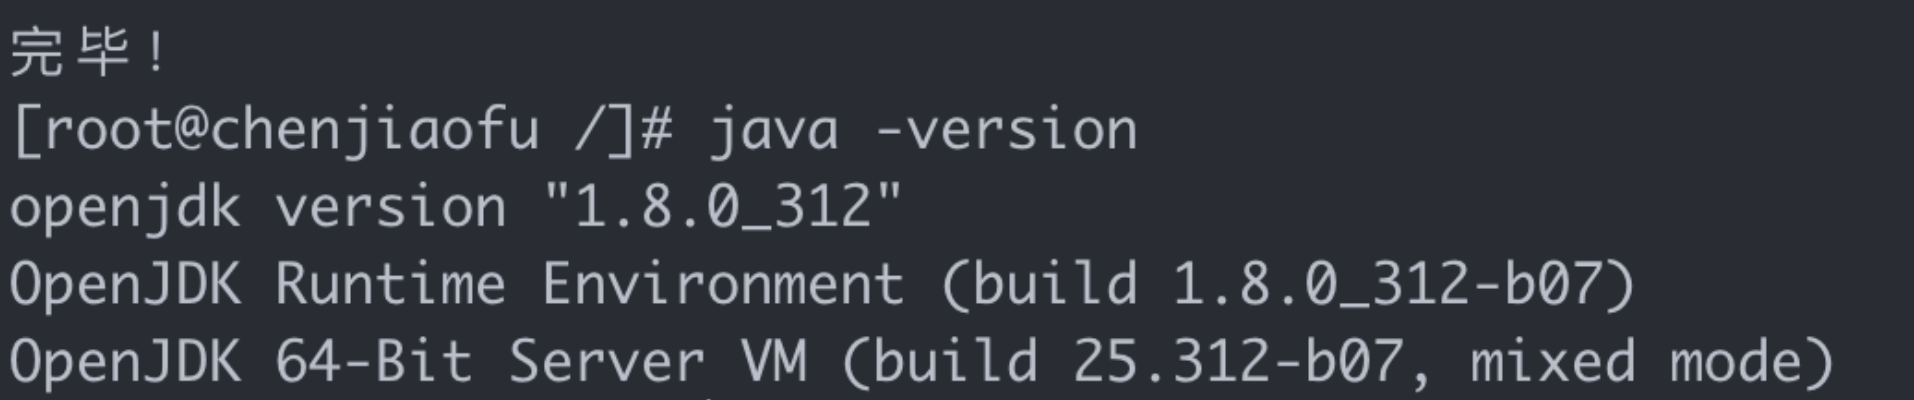 完毕！
[root@chenjiaofu /]# java -version
openjdk version "1.8.0_312"
OpenJDK Runtime Environment (build 1.8.0_312-b07)
OpenJDK 64-Bit Server VM (build 25.312-b07, mixed mode)